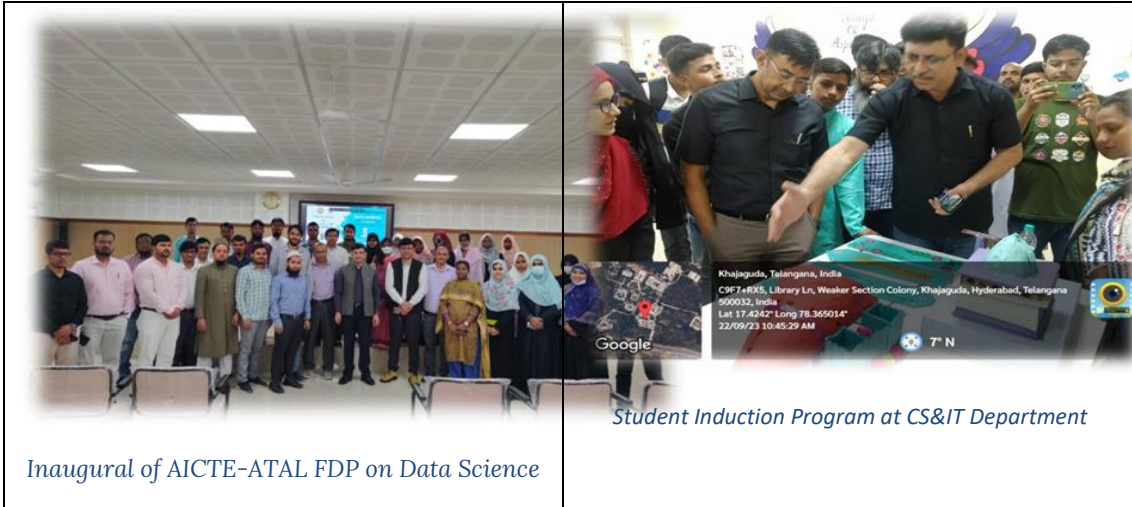 Inaugural of AICTE-ATAL FDP on Data Science
Khajaguda, Telangana, India
C9F7+RX5, Library Ln, Weaker Section Colony, Khajaguda, Hyderabad, Telangana
500032, India
Lat 17.4242° Long 78.365014°
22/09/23 10:45:29 AM
Google
7° N
Student Induction Program at CS&IT Department